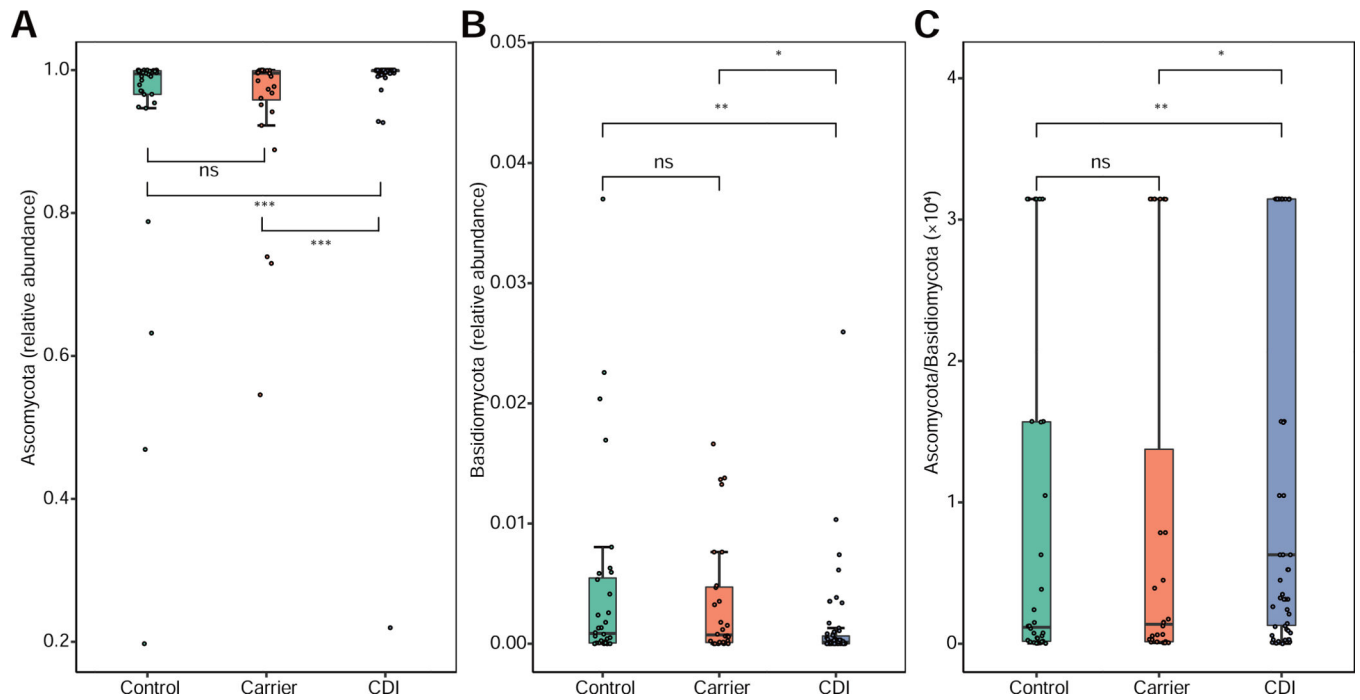 A
B
C
Ascomycota (relative abundance)
1.0
0.8
0.6
0.4
0.2
ns
***
***
Control
Carrier
CDI
Basidiomycota (relative abundance)
0.05
0.04
0.03
0.02
0.01
0.00
*
**
ns
Control
Carrier
CDI
Ascomycota/Basidiomycota (×10⁴)
4
3
2
1
0
*
**
ns
Control
Carrier
CDI